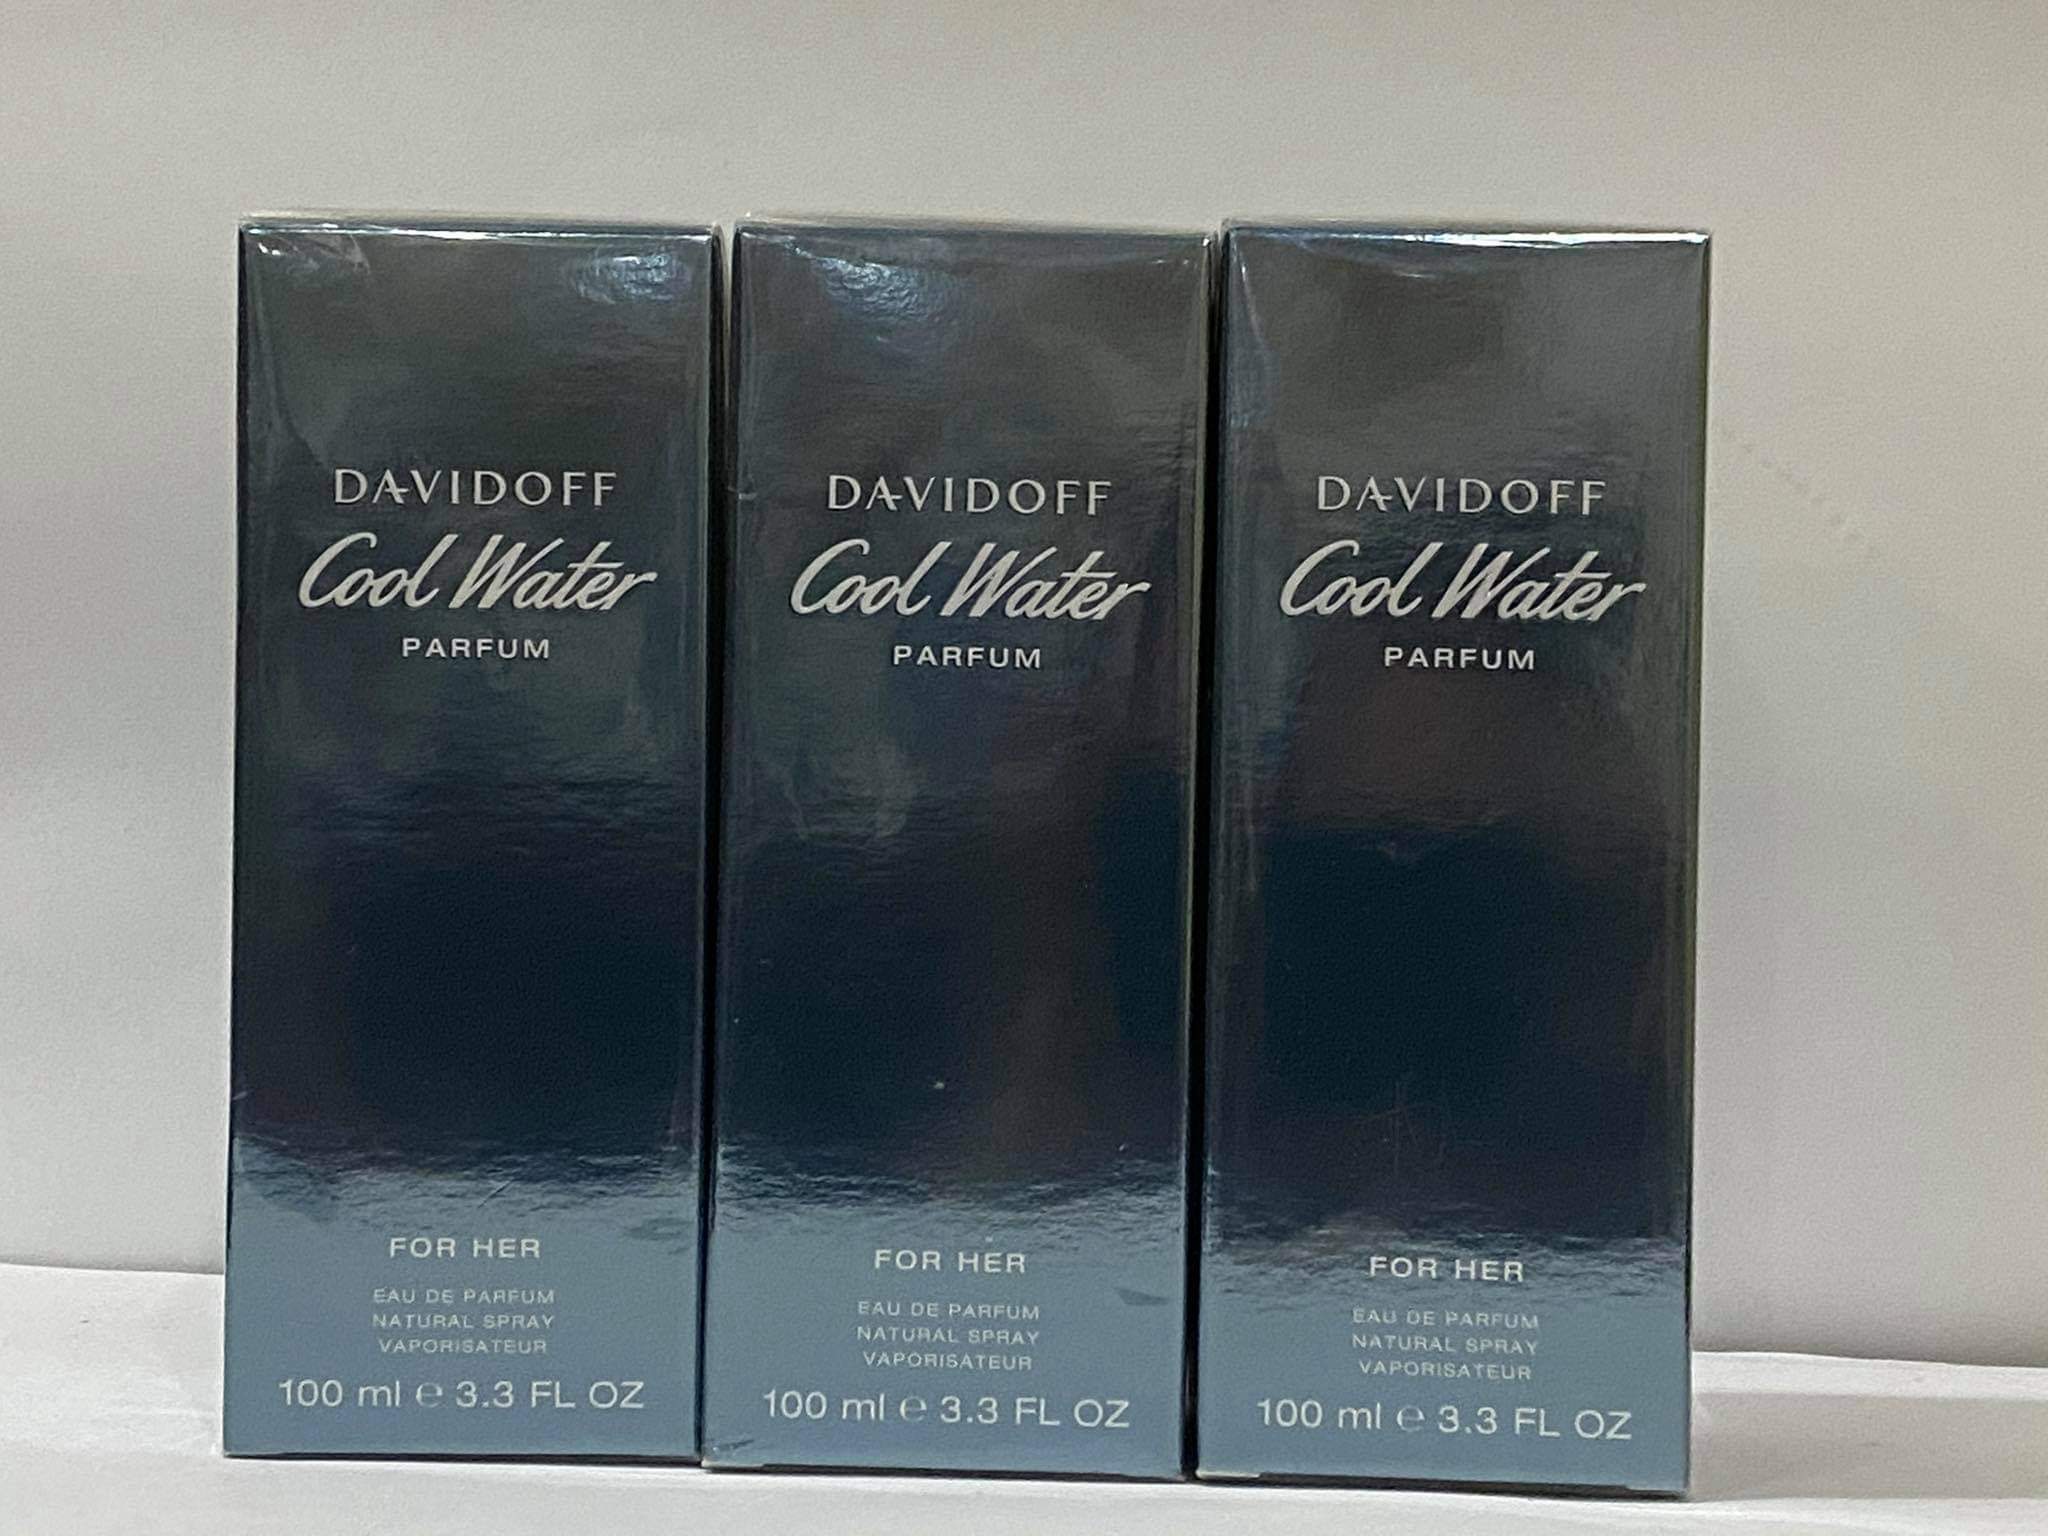 DAVIDOFF
Cool Water
PARFUM
FOR HER
EAU DE PARFUM
NATURAL SPRAY
VAPORISATEUR
100 ml ℮ 3.3 FL OZ
DAVIDOFF
Cool Water
PARFUM
FOR HER
EAU DE PARFUM
NATURAL SPRAY
VAPORISATEUR
100 ml ℮ 3.3 FL OZ
DAVIDOFF
Cool Water
PARFUM
FOR HER
EAU DE PARFUM
NATURAL SPRAY
VAPORISATEUR
100 ml ℮ 3.3 FL OZ